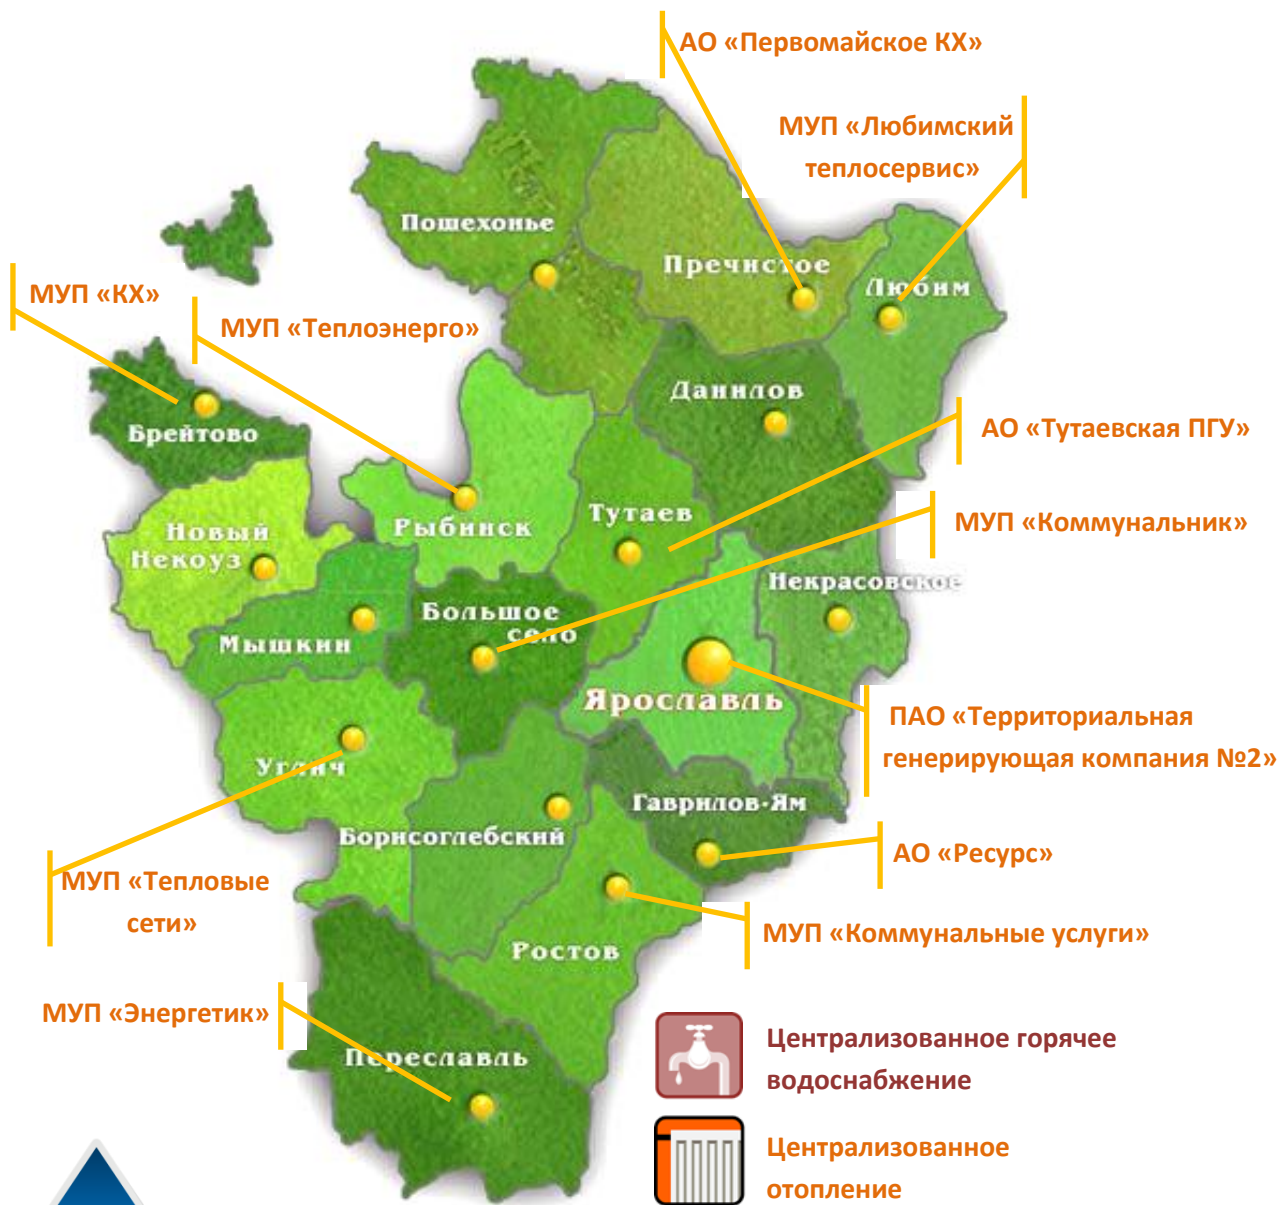 АО «Первомайское КХ»
МУП «Любимский
теплосервис»
Пошехонье
Пречистое
Любим
МУП «КХ»
МУП «Теплоэнерго»
Данилов
Брейтово
АО «Тутаевская ПГУ»
Новый
Некоуз
Рыбинск
Тутаев
МУП «Коммунальник»
Некрасовское
Большое
село
Мышкин
Ярославль
ПАО «Территориальная
генерирующая компания №2»
Углич
Гаврилов-Ям
Борисоглебский
АО «Ресурс»
МУП «Тепловые
сети»
МУП «Коммунальные услуги»
Ростов
МУП «Энергетик»
Переславль
Централизованное горячее
водоснабжение
Централизованное
отопление